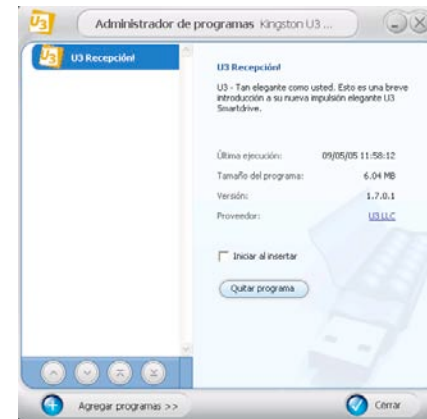 U3 Administrador de programas Kingston U3 ...
U3 U3 Recepción!
U3 Recepción!
U3 - Tan elegante como usted. Esto es una breve
introducción a su nueva impulsión elegante U3
Smartdrive.
Última ejecución: 09/05/05 11:58:12
Tamaño del programa: 6.04 MB
Versión: 1.7.0.1
Proveedor: U3 LLC
Iniciar al insertar
Quitar programa
Agregar programas >>
Cerrar